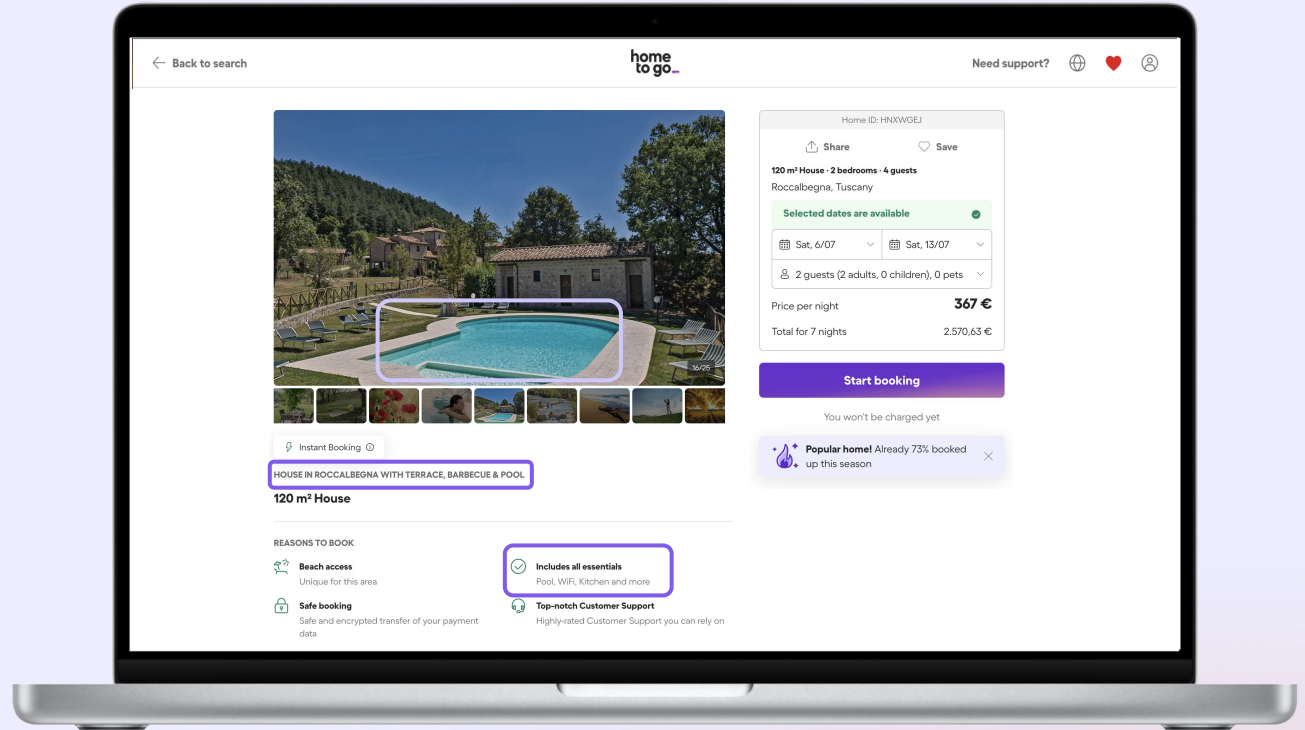 Back to search
home
to go
Need support?
16/25
Instant Booking
HOUSE IN ROCCALBEGNA WITH TERRACE, BARBECUE & POOL
120 m² House
REASONS TO BOOK
Beach access
Unique for this area
Includes all essentials
Pool, WiFi, Kitchen and more
Safe booking
Safe and encrypted transfer of your payment
data
Top-notch Customer Support
Highly-rated Customer Support you can rely on
Home ID: HNXWGEJ
Share
Save
120 m² House · 2 bedrooms · 4 guests
Roccalbegna, Tuscany
Selected dates are available
Sat, 6/07
Sat, 13/07
2 guests (2 adults, 0 children), 0 pets
Price per night
367 €
Total for 7 nights
2.570,63 €
Start booking
You won't be charged yet
Popular home! Already 73% booked
up this season